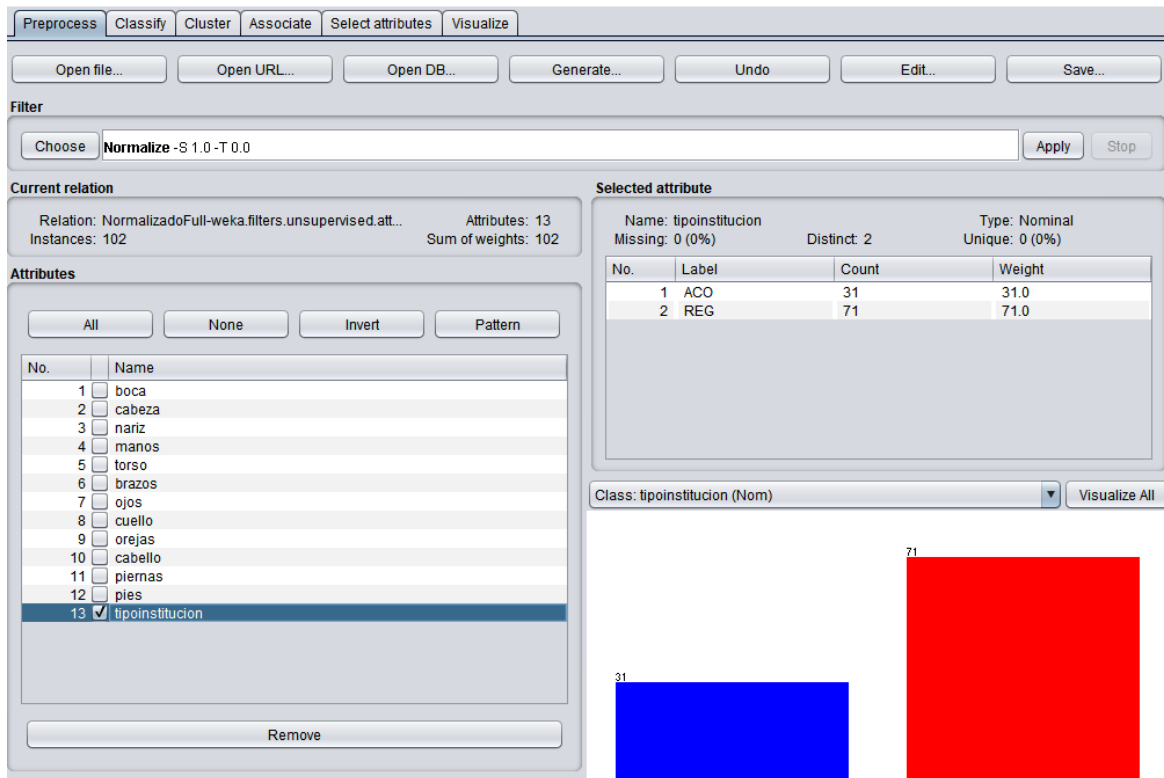 Preprocess Classify Cluster Associate Select attributes Visualize
Open file... Open URL... Open DB... Generate... Undo Edit... Save...
Filter
Choose Normalize -S 1.0 -T 0.0 Apply Stop
Current relation
Relation: NormalizadoFull-weka.filters.unsupervised.att... Attributes: 13
Instances: 102 Sum of weights: 102
Attributes
All None Invert Pattern
No. Name
1 boca
2 cabeza
3 nariz
4 manos
5 torso
6 brazos
7 ojos
8 cuello
9 orejas
10 cabello
11 piernas
12 pies
13 tipoinstitucion
Remove
Selected attribute
Name: tipoinstitucion Type: Nominal
Missing: 0 (0%) Distinct: 2 Unique: 0 (0%)
No. Label Count Weight
1 ACO 31 31.0
2 REG 71 71.0
Class: tipoinstitucion (Nom) Visualize All
71
31